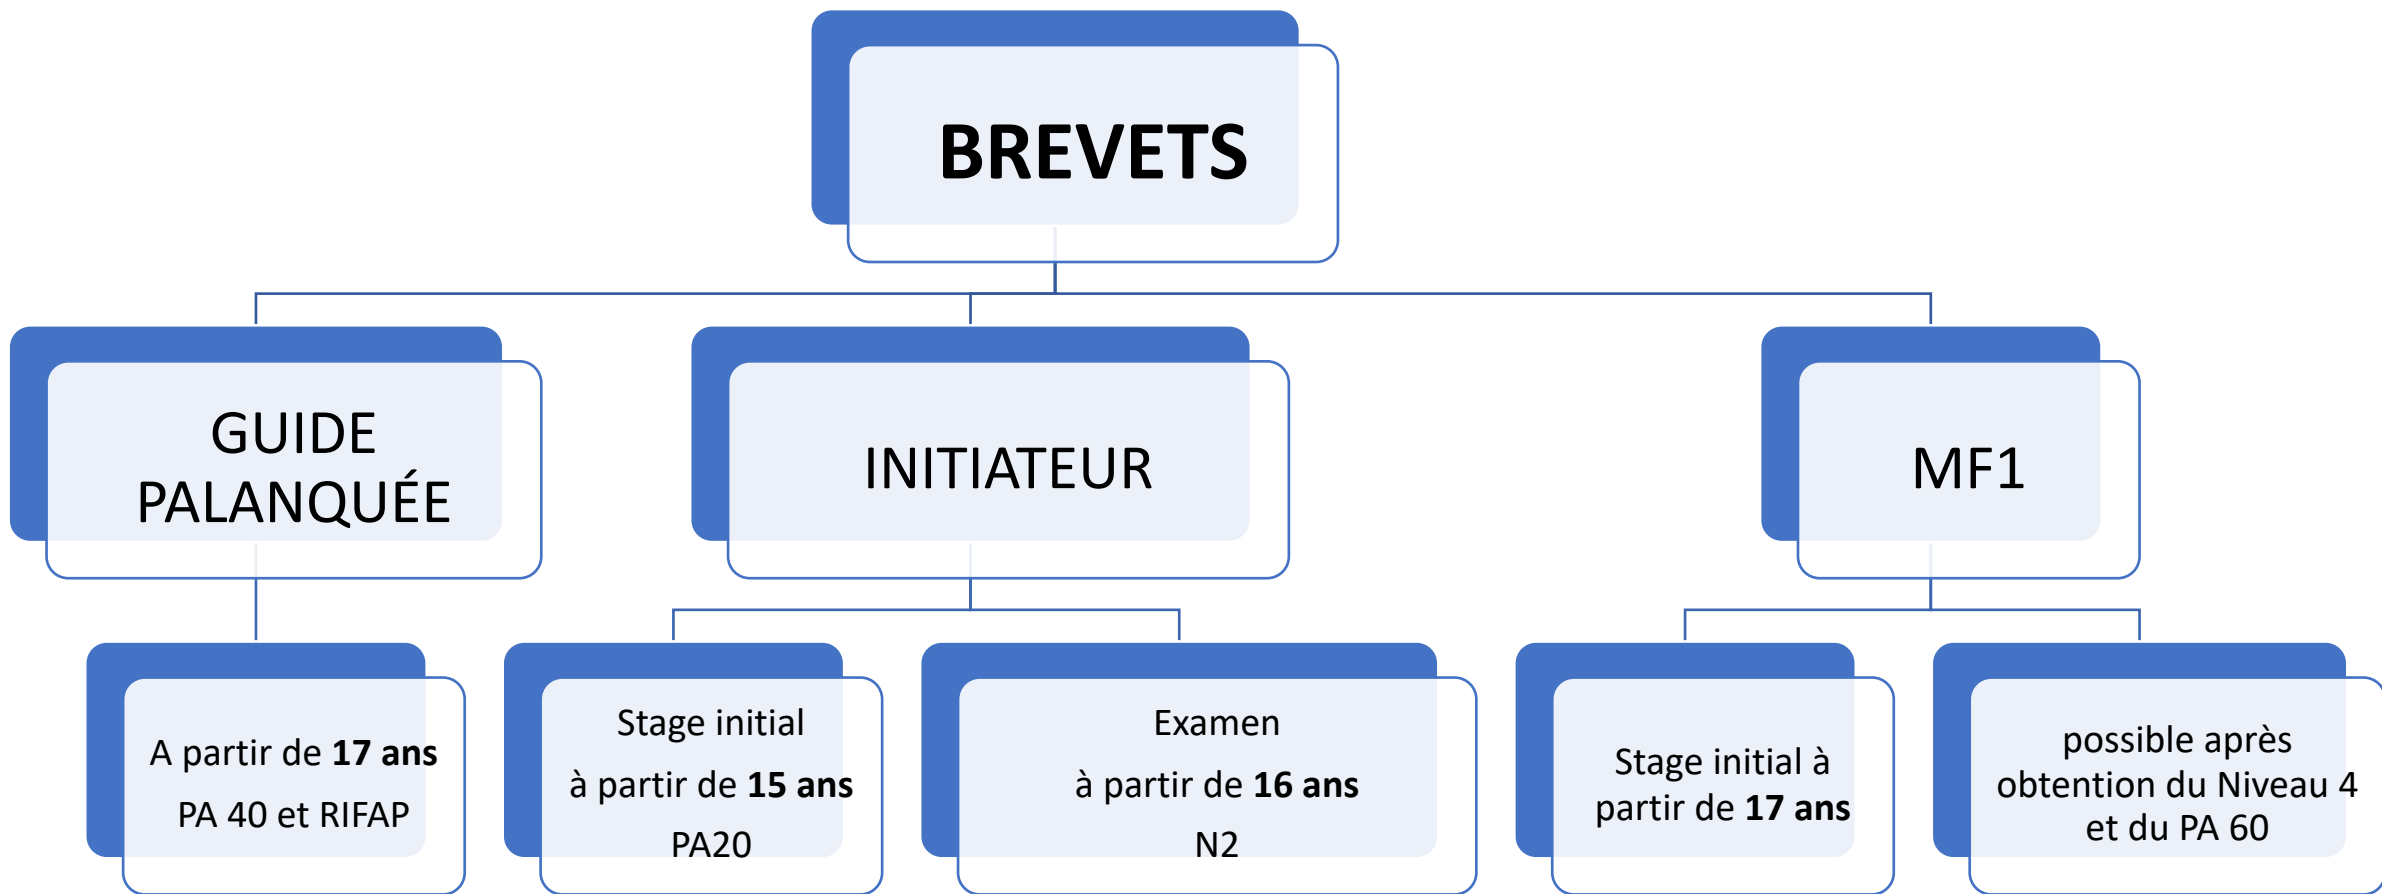 BREVETS
GUIDE
PALANQUÉE
INITIATEUR
MF1
A partir de 17 ans
PA 40 et RIFAP
Stage initial
à partir de 15 ans
PA20
Examen
à partir de 16 ans
N2
Stage initial à
partir de 17 ans
possible après
obtention du Niveau 4
et du PA 60